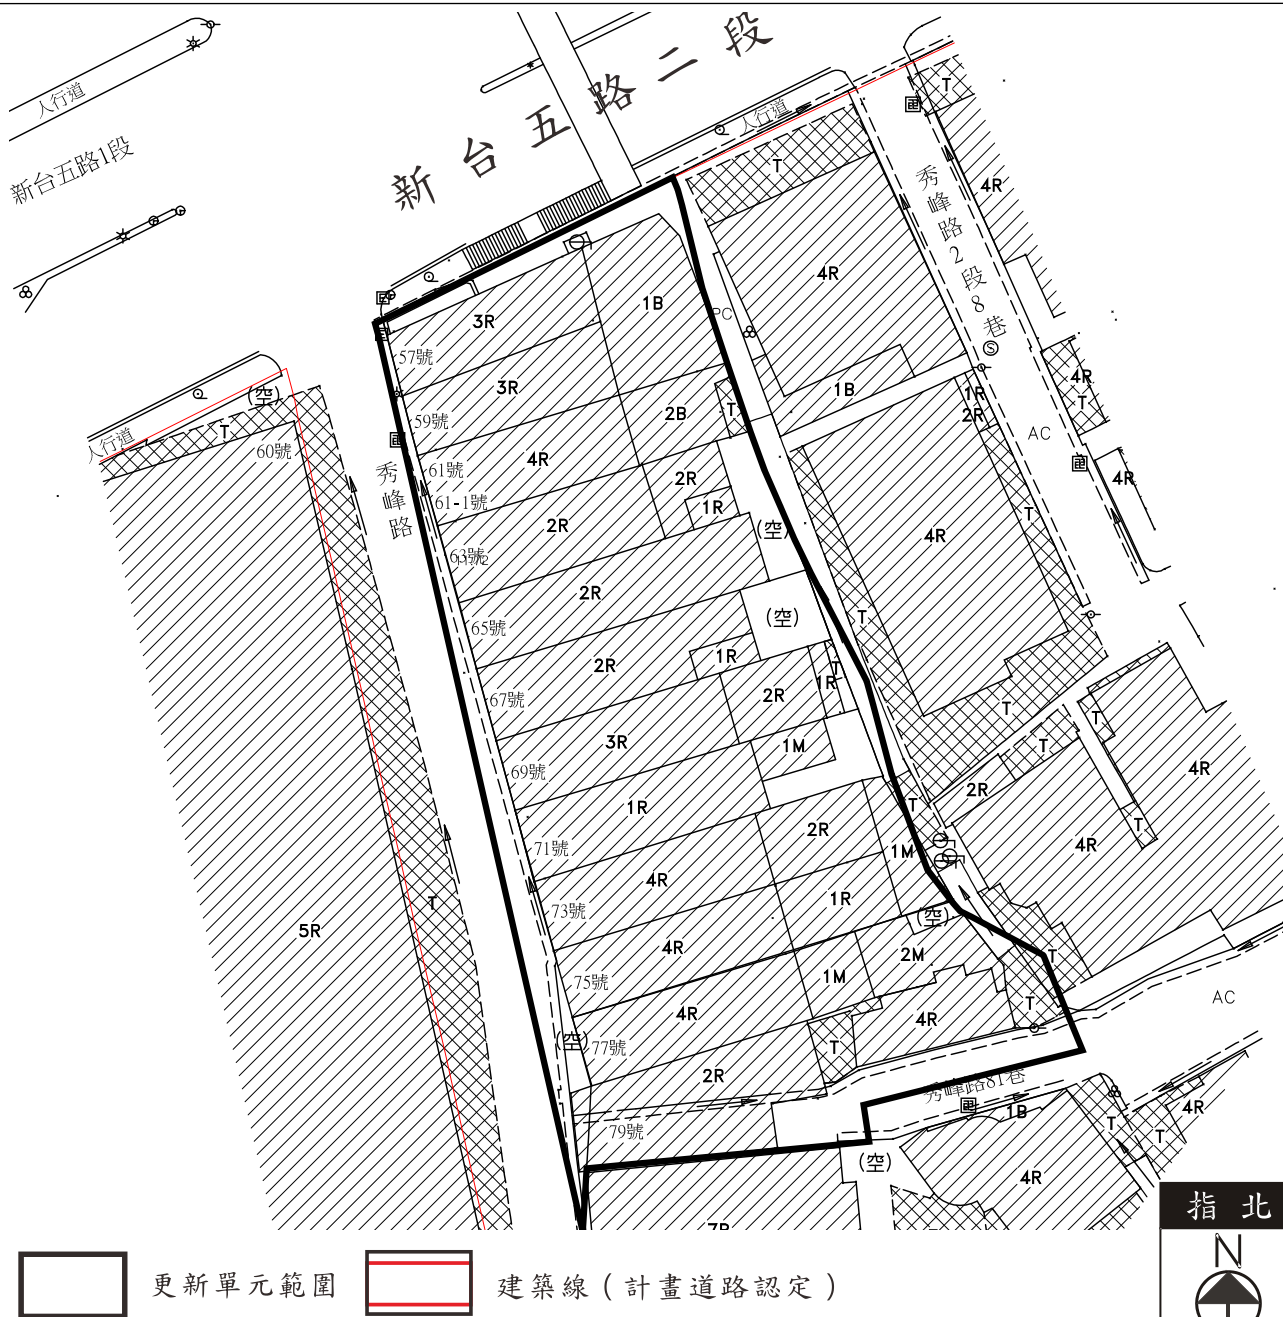 新台五路二段
人行道
新台五路1段
人行道
T
T
4R
秀峰路2段8巷
4R
3R
1B
PC
57號
3R
1B
4R
T
1R
2R
人行道
T
(空)
60號
59號
2B
T
AC
4R
秀峰路
61號
4R
2R
61-1號
1R
2R
(空)
4R
T
63號
2R
(空)
T
65號
2R
1R
T
1R
2R
67號
3R
1M
T
T
T
4R
69號
1R
2R
2R
T
T
71號
4R
1M
4R
5R
T
73號
4R
1R
(空)
75號
1M
2M
T
AC
4R
4R
T
T
(空)
77號
2R
秀峰路81巷
1B
4R
79號
T
T
(空)
4R
7R
指北
N
更新單元範圍
建築線(計畫道路認定)